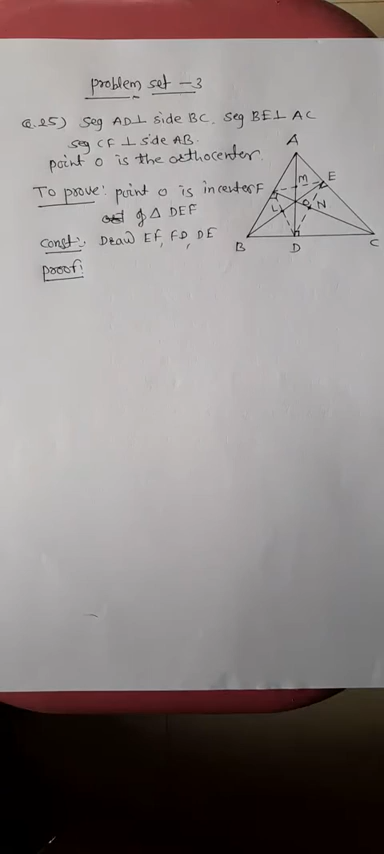 problem set -3
Q.25) seg AD⊥ side BC. seg BE⊥ AC
seg CF ⊥ side AB.
point O is the orthocenter.
To prove: point O is incenter
of Δ DEF
Const: Draw EF, FD, DE
proof:
A
F
M
E
L
O
N
B
D
C